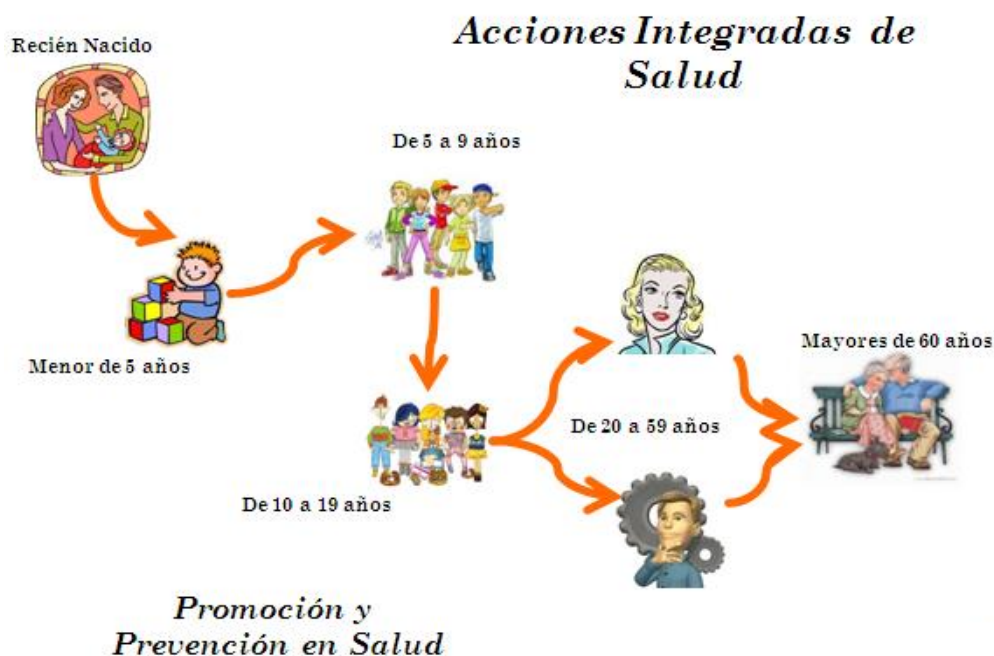 Acciones Integradas de
Salud
Recién Nacido
De 5 a 9 años
Menor de 5 años
Mayores de 60 años
De 20 a 59 años
De 10 a 19 años
Promoción y
Prevención en Salud